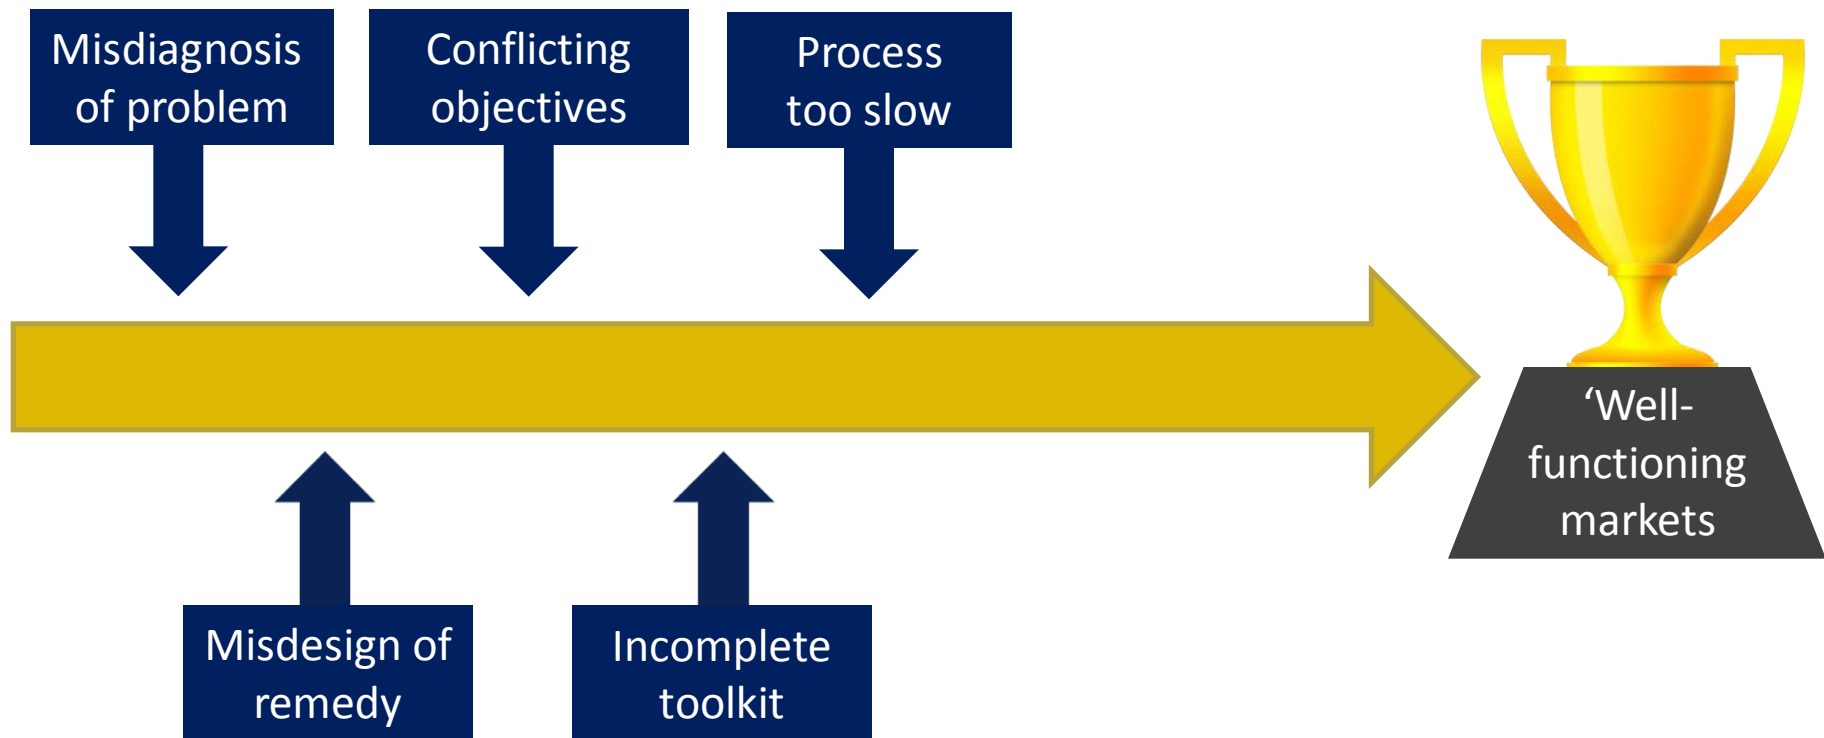 Misdiagnosis
of problem
Conflicting
objectives
Process
too slow
‘Well-
functioning
markets
Misdesign of
remedy
Incomplete
toolkit